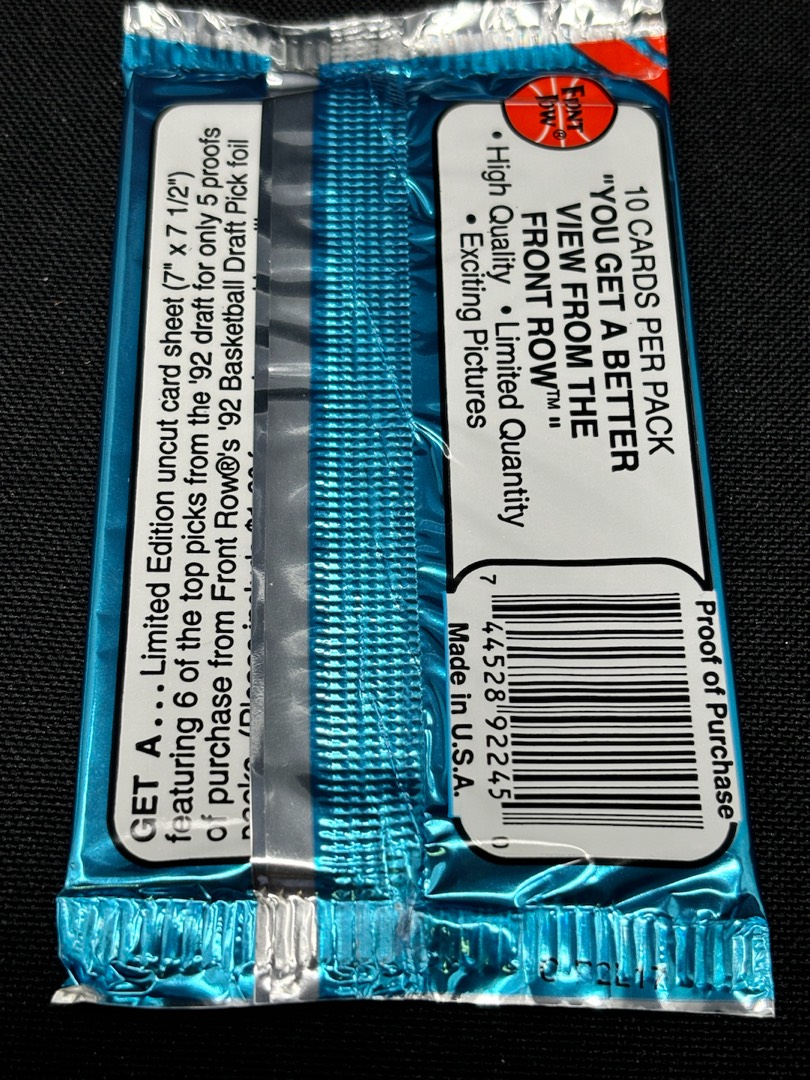 GET A... Limited Edition uncut card sheet (7" x 7 1/2")
featuring 6 of the top picks from the '92 draft for only 5 proofs
of purchase from Front Row®'s '92 Basketball Draft Pick foil
10 CARDS PER PACK
"YOU GET A BETTER
VIEW FROM THE
FRONT ROW™"
• High Quality • Limited Quantity
• Exciting Pictures
Proof of Purchase
7 44528 92245 0
Made in U.S.A.